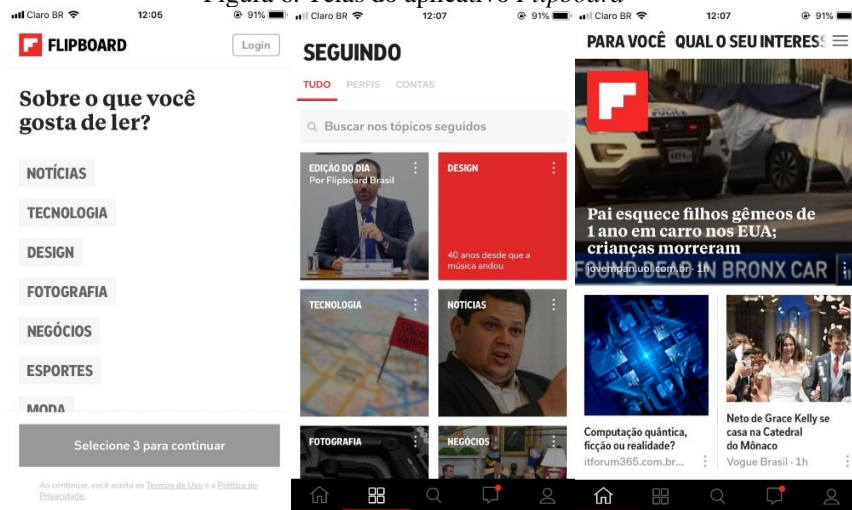 Figura 6: Telas do aplicativo Flipboard
Claro BR
12:05
91%
FLIPBOARD
Login
Sobre o que você
gosta de ler?
NOTÍCIAS
TECNOLOGIA
DESIGN
FOTOGRAFIA
NEGÓCIOS
ESPORTES
MODA
Selecione 3 para continuar
Ao continuar, você aceita os Termos de Uso e a Política de
Privacidade.
Claro BR
12:07
91%
SEGUINDO
TUDO PERFIS CONTAS
Buscar nos tópicos seguidos
EDIÇÃO DO DIA
Por Flipboard Brasil
DESIGN
40 anos desde que a
música andou
TECNOLOGIA
Silicon
Valley
NOTÍCIAS
FOTOGRAFIA
NEGÓCIOS
Claro BR
12:07
91%
PARA VOCÊ QUAL O SEU INTERESS
Pai esquece filhos gêmeos de
1 ano em carro nos EUA;
crianças morreram
jovempan.uol.com.br · 1h
FOUND DEAD IN BRONX CAR
Computação quântica,
ficção ou realidade?
itforum365.com.br...
Neto de Grace Kelly se
casa na Catedral
do Mônaco
Vogue Brasil · 1h